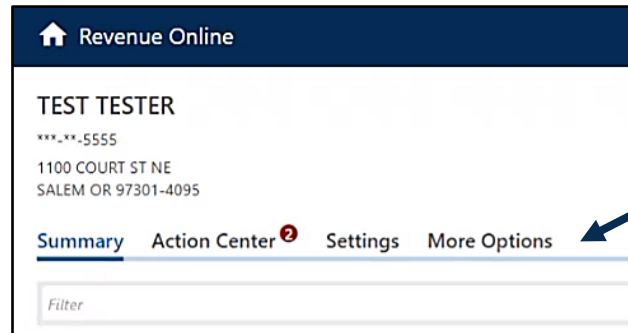 Revenue Online
TEST TESTER
***-**-5555
1100 COURT ST NE
SALEM OR 97301-4095
Summary Action Center 2 Settings More Options
Filter